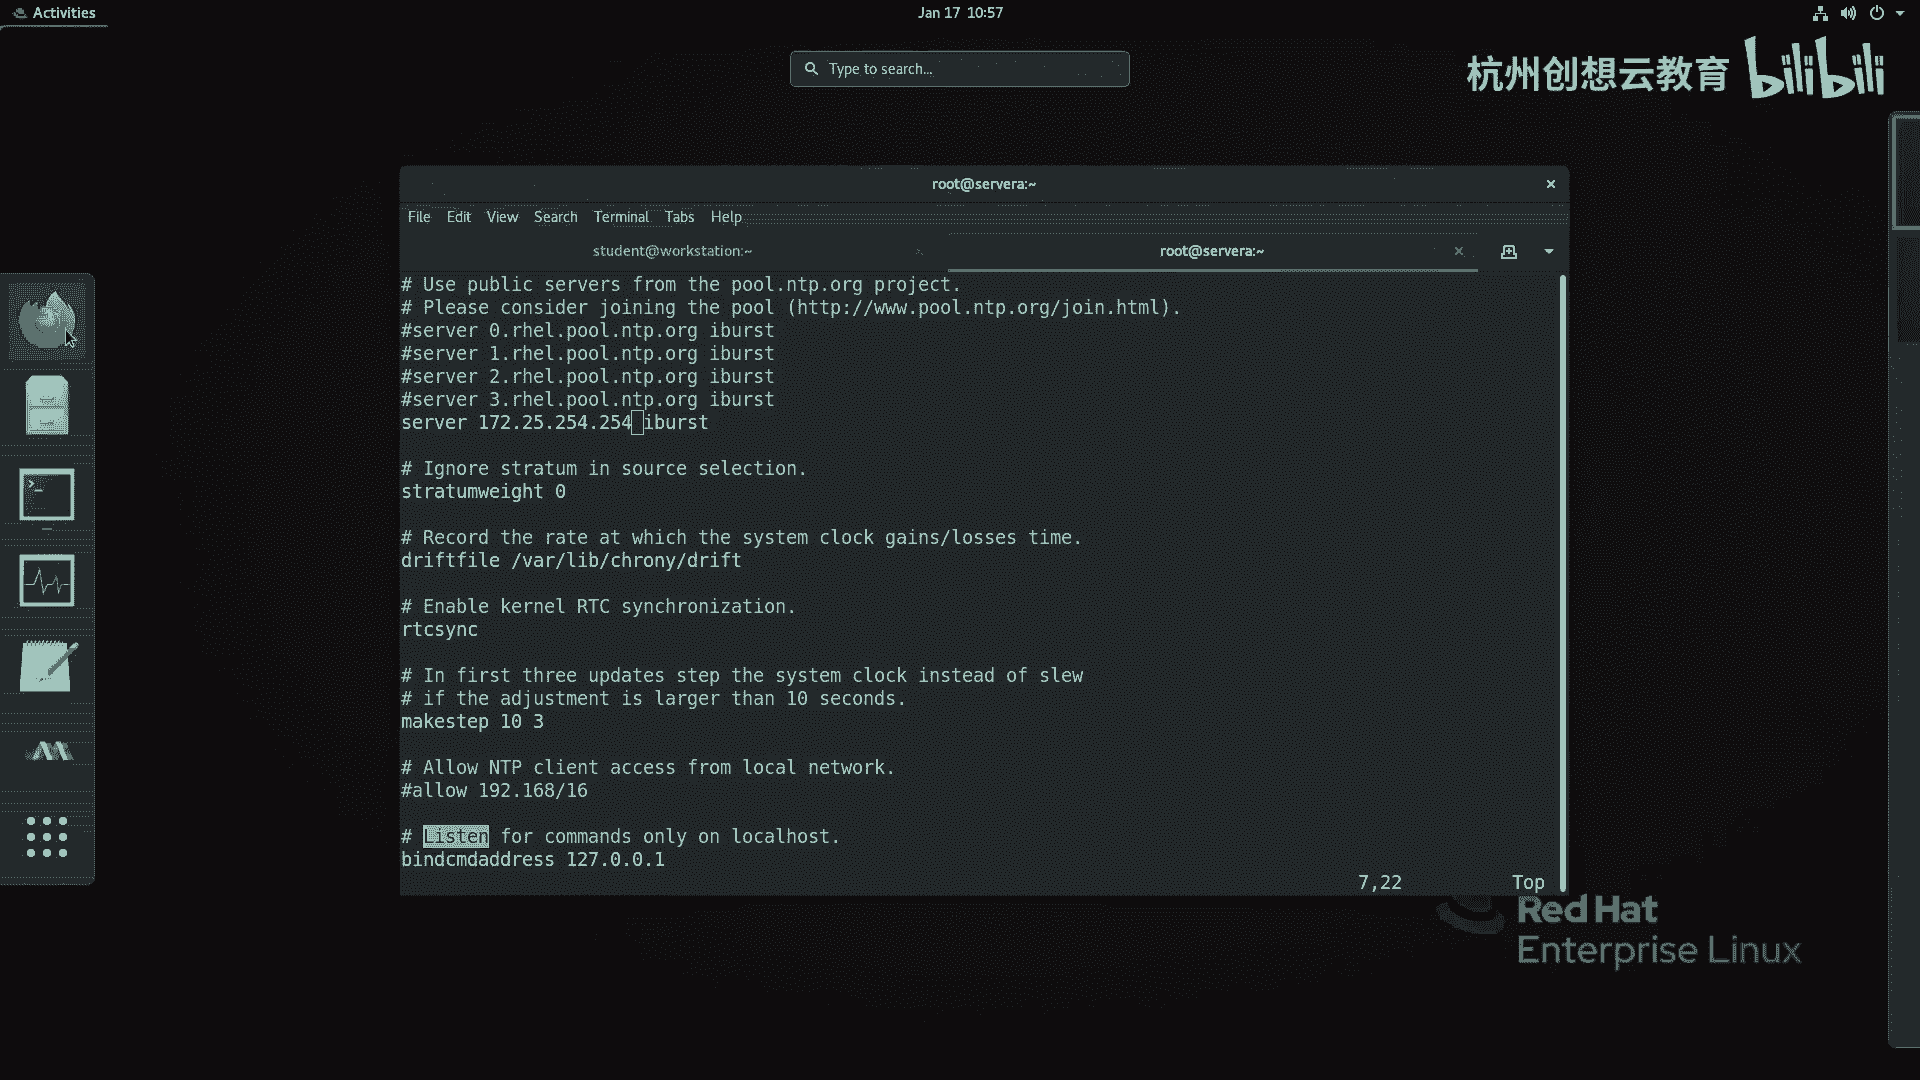 Activities
Jan 17 10:57
Type to search...
杭州创想云教育 bilibili
root@servera:~
File Edit View Search Terminal Tabs Help
student@workstation:~
root@servera:~
# Use public servers from the pool.ntp.org project.
# Please consider joining the pool (http://www.pool.ntp.org/join.html).
#server 0.rhel.pool.ntp.org iburst
#server 1.rhel.pool.ntp.org iburst
#server 2.rhel.pool.ntp.org iburst
#server 3.rhel.pool.ntp.org iburst
server 172.25.254.254 iburst
# Ignore stratum in source selection.
stratumweight 0
# Record the rate at which the system clock gains/losses time.
driftfile /var/lib/chrony/drift
# Enable kernel RTC synchronization.
rtcsync
# In first three updates step the system clock instead of slew
# if the adjustment is larger than 10 seconds.
makestep 10 3
# Allow NTP client access from local network.
#allow 192.168/16
# Listen for commands only on localhost.
bindcmdaddress 127.0.0.1
7,22 Top
Red Hat
Enterprise Linux